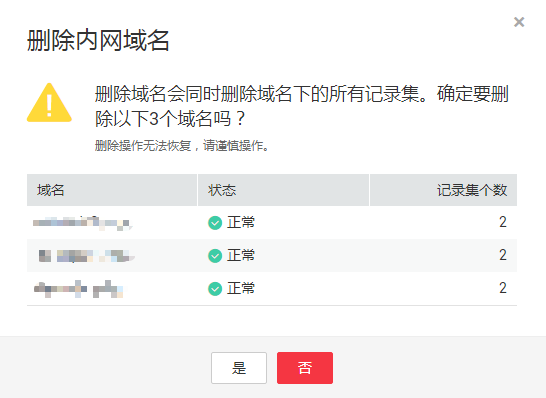 删除内网域名
删除域名会同时删除域名下的所有记录集。确定要删
除以下3个域名吗？
删除操作无法恢复，请谨慎操作。
域名 状态 记录集个数
正常 2
正常 2
正常 2
是 否